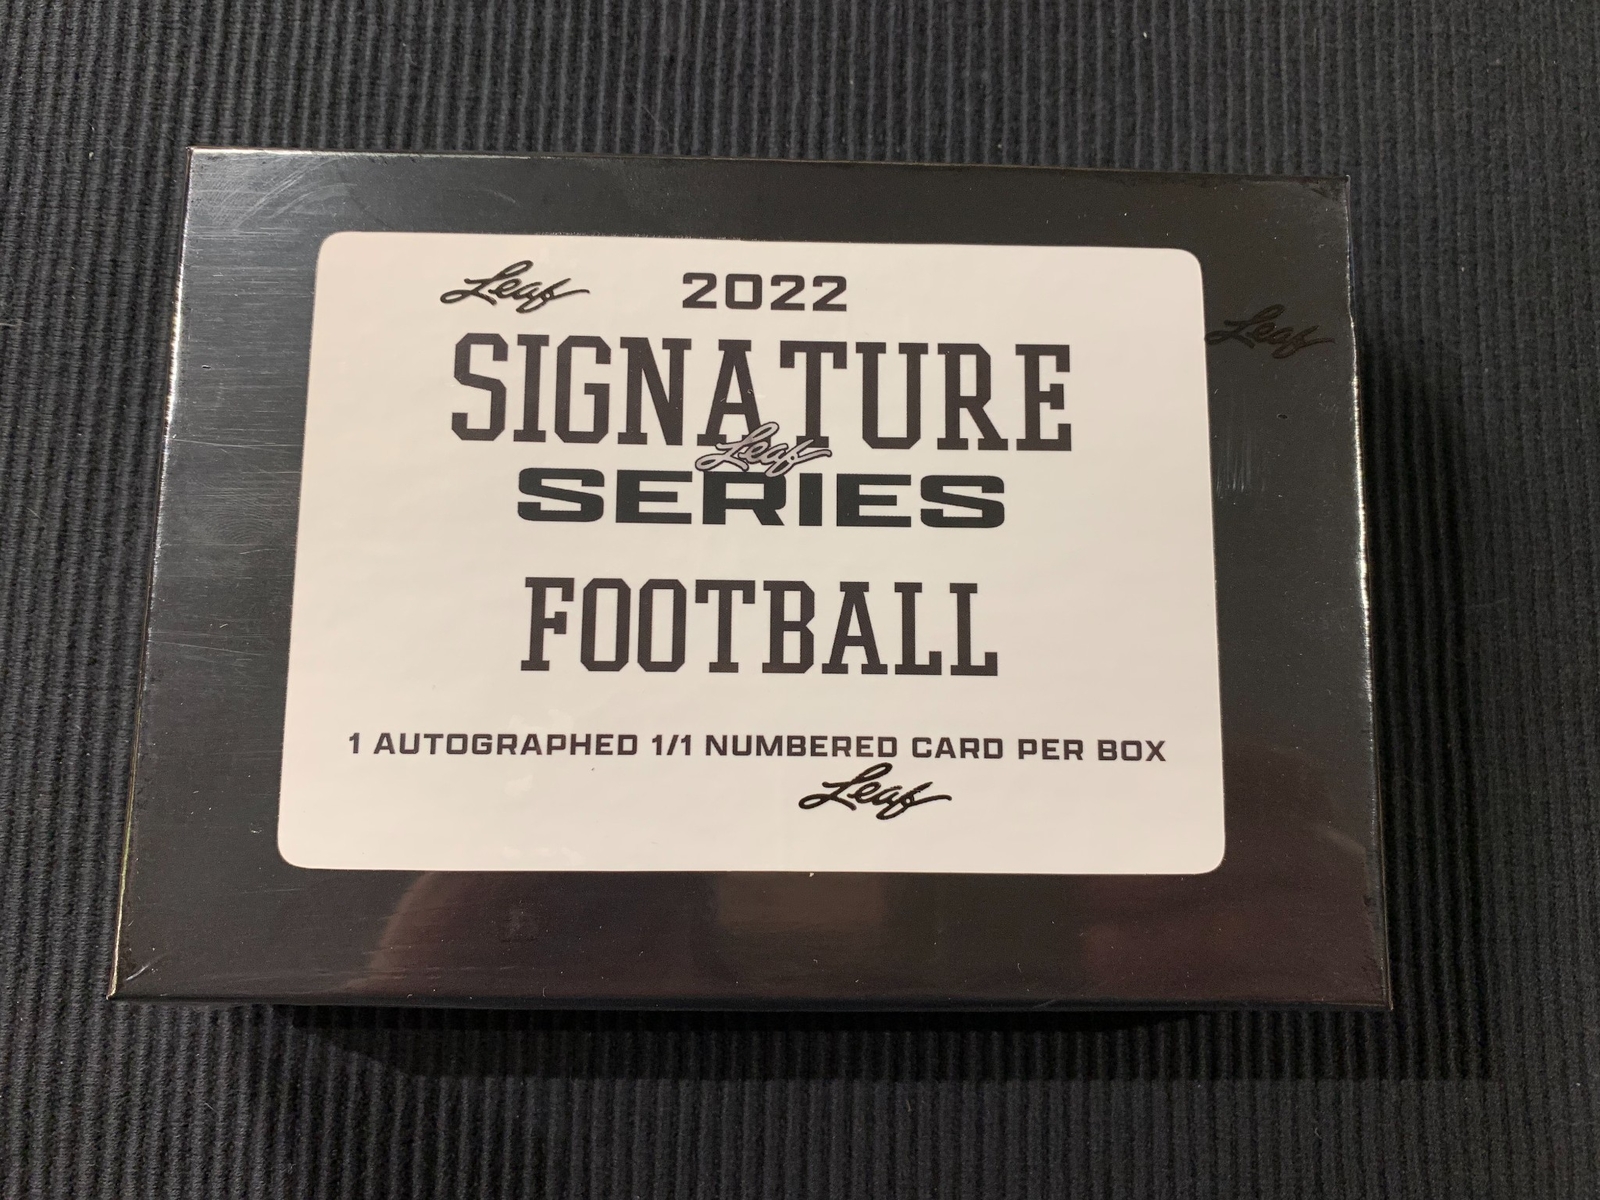 Leaf 2022
Leaf
SIGNATURE
Leaf
SERIES
FOOTBALL
1 AUTOGRAPHED 1/1 NUMBERED CARD PER BOX
Leaf